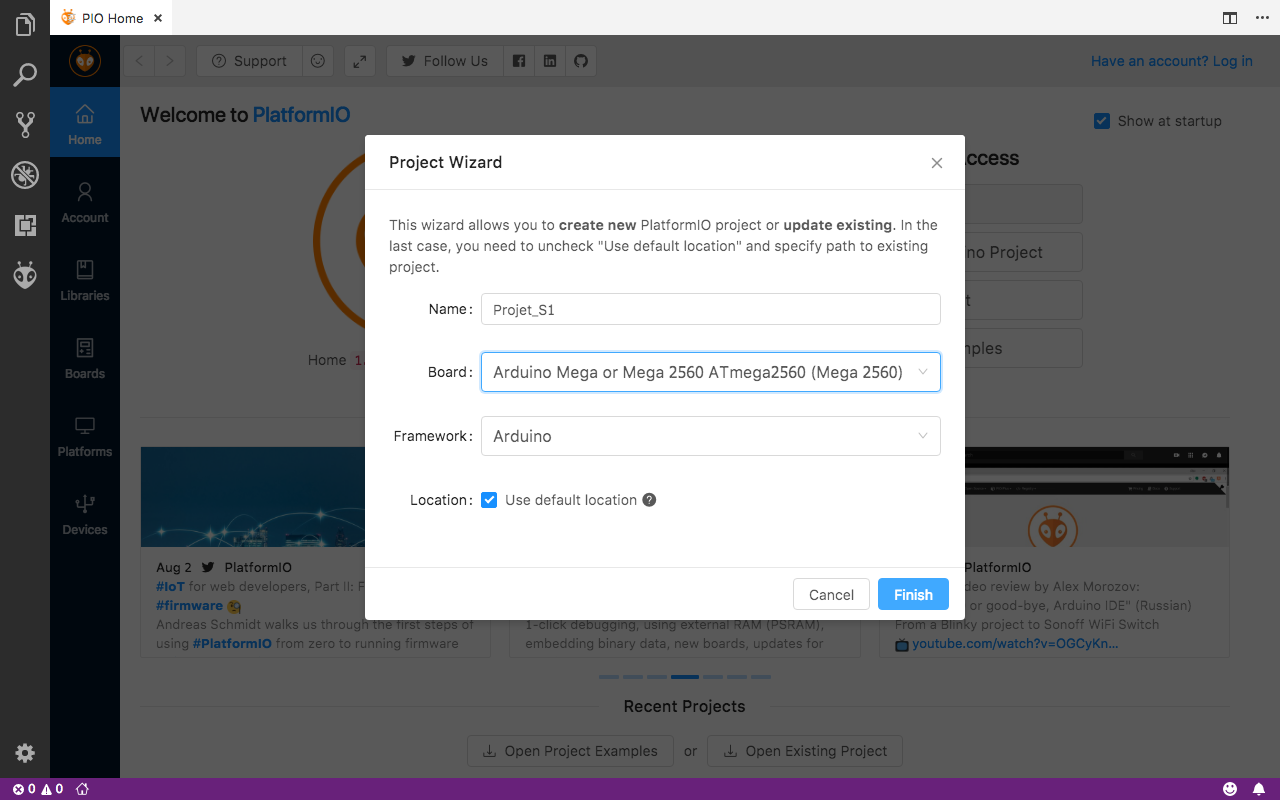 PIO Home
Support
Follow Us
Have an account? Log in
Home
Account
Libraries
Boards
Platforms
Devices
Welcome to PlatformIO
Show at startup
Project Wizard
This wizard allows you to create new PlatformIO project or update existing. In the
last case, you need to uncheck "Use default location" and specify path to existing
project.
Name:
Projet_S1
Board:
Arduino Mega or Mega 2560 ATmega2560 (Mega 2560)
Framework:
Arduino
Location:
Use default location ?
Cancel
Finish
Project
Home 1.
Aug 2 PlatformIO
#IoT for web developers, Part II: F
#firmware
Andreas Schmidt walks us through the first steps of
using #PlatformIO from zero to running firmware
1-click debugging, using external RAM (PSRAM),
embedding binary data, new boards, updates for
PlatformIO
review by Alex Morozov:
or good-bye, Arduino IDE" (Russian)
From a Blinky project to Sonoff WiFi Switch
youtube.com/watch?v=OGCyKn...
Recent Projects
Open Project Examples
or
Open Existing Project
0 0